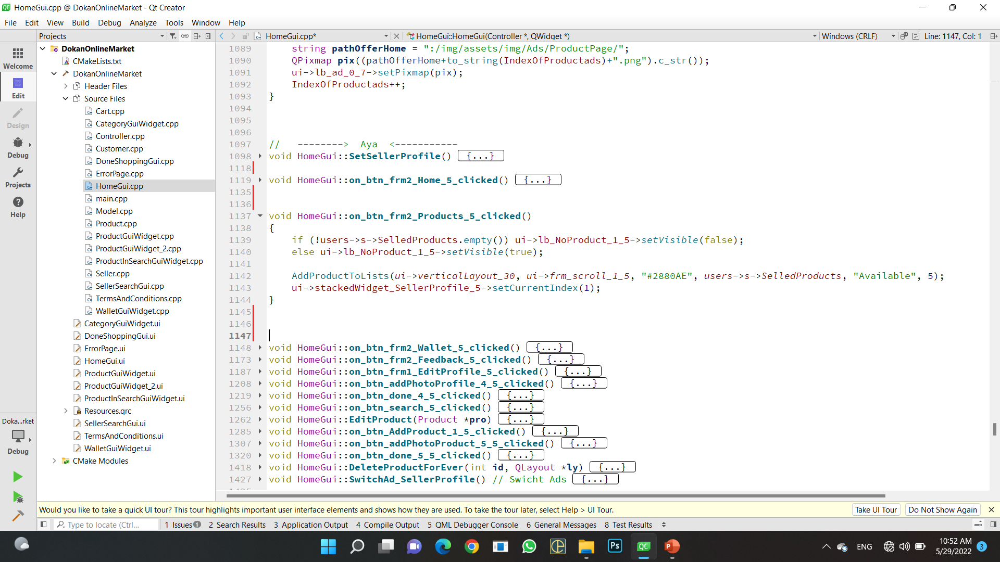 HomeGui.cpp @ DokanOnlineMarket - Qt Creator
File Edit View Build Debug Analyze Tools Window Help
Projects HomeGui.cpp* HomeGui::HomeGui(Controller *, QWidget *) Windows (CRLF) Line: 1147, Col: 1
Welcome
Edit
Design
Debug
Projects
Help
Doka...rket
Debug
DokanOnlineMarket
CMakeLists.txt
DokanOnlineMarket
Header Files
Source Files
Cart.cpp
CategoryGuiWidget.cpp
Controller.cpp
Customer.cpp
DoneShoppingGui.cpp
ErrorPage.cpp
HomeGui.cpp
main.cpp
Model.cpp
Product.cpp
ProductGuiWidget.cpp
ProductGuiWidget_2.cpp
ProductInSearchGuiWidget.cpp
Seller.cpp
SellerSearchGui.cpp
TermsAndConditions.cpp
WalletGuiWidget.cpp
CategoryGuiWidget.ui
DoneShoppingGui.ui
ErrorPage.ui
HomeGui.ui
ProductGuiWidget.ui
ProductGuiWidget_2.ui
ProductInSearchGuiWidget.ui
Resources.qrc
SellerSearchGui.ui
TermsAndConditions.ui
WalletGuiWidget.ui
CMake Modules
1089 string pathOfferHome = ":/img/assets/img/Ads/ProductPage/";
1090 QPixmap pix((pathOfferHome+to_string(IndexOfProductads)+".png").c_str());
1091 ui->lb_ad_0_7->setPixmap(pix);
1092 IndexOfProductads++;
1093 }
1094
1095
1096
1097 // --------> Aya <-----------
1098 void HomeGui::SetSellerProfile() {...}
1118
1119 void HomeGui::on_btn_frm2_Home_5_clicked() {...}
1135
1136
1137 void HomeGui::on_btn_frm2_Products_5_clicked()
1138 {
1139 if (!users->s->SelledProducts.empty()) ui->lb_NoProduct_1_5->setVisible(false);
1140 else ui->lb_NoProduct_1_5->setVisible(true);
1141
1142 AddProductToLists(ui->verticalLayout_30, ui->frm_scroll_1_5, "#2880AE", users->s->SelledProducts, "Available", 5);
1143 ui->stackedWidget_SellerProfile_5->setCurrentIndex(1);
1144 }
1145
1146
1147
1148 void HomeGui::on_btn_frm2_Wallet_5_clicked() {...}
1173 void HomeGui::on_btn_frm2_Feedback_5_clicked() {...}
1187 void HomeGui::on_btn_frm1_EditProfile_5_clicked() {...}
1208 void HomeGui::on_btn_addPhotoProfile_4_5_clicked() {...}
1219 void HomeGui::on_btn_done_4_5_clicked() {...}
1256 void HomeGui::on_btn_search_5_clicked() {...}
1262 void HomeGui::EditProduct(Product *pro) {...}
1285 void HomeGui::on_btn_AddProduct_1_5_clicked() {...}
1307 void HomeGui::on_btn_addPhotoProduct_5_5_clicked() {...}
1320 void HomeGui::on_btn_done_5_5_clicked() {...}
1418 void HomeGui::DeleteProductForEver(int id, QLayout *ly) {...}
1427 void HomeGui::SwitchAd_SellerProfile() // Swicht Ads {...}
Would you like to take a quick UI tour? This tour highlights important user interface elements and shows how they are used. To take the tour later, select Help > UI Tour. Take UI Tour Do Not Show Again
Type to locate (Ctrl... 1 Issues 1 2 Search Results 3 Application Output 4 Compile Output 5 QML Debugger Console 6 General Messages 8 Test Results
Ps QC P ENG 10:52 AM
5/29/2022 3